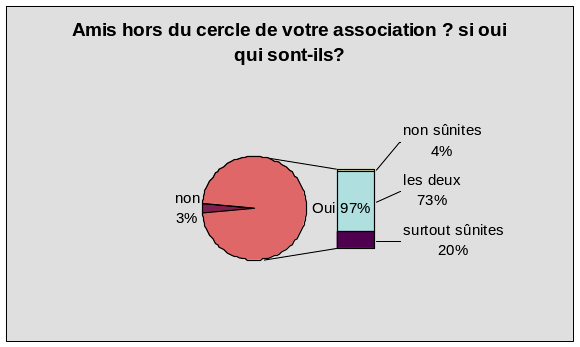 Amis hors du cercle de votre association ? si oui
qui sont-ils?
non sûnites
4%
les deux
73%
non
3%
Oui 97%
surtout sûnites
20%